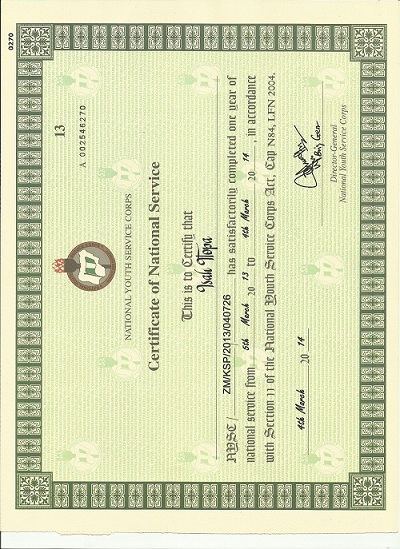 0270
13
A 002546270
NATIONAL YOUTH SERVICE CORPS
Certificate of National Service
This is to Certify that
NYSC / ZM/KSP/2013/040726 has satisfactorily completed one year of
national service from 5th March 20 13 to 4th March 20 14, in accordance
with Section 11 of the National Youth Service Corps Act, Cap N84, LFN 2004.
4th March 20 14
Director-General
National Youth Service Corps